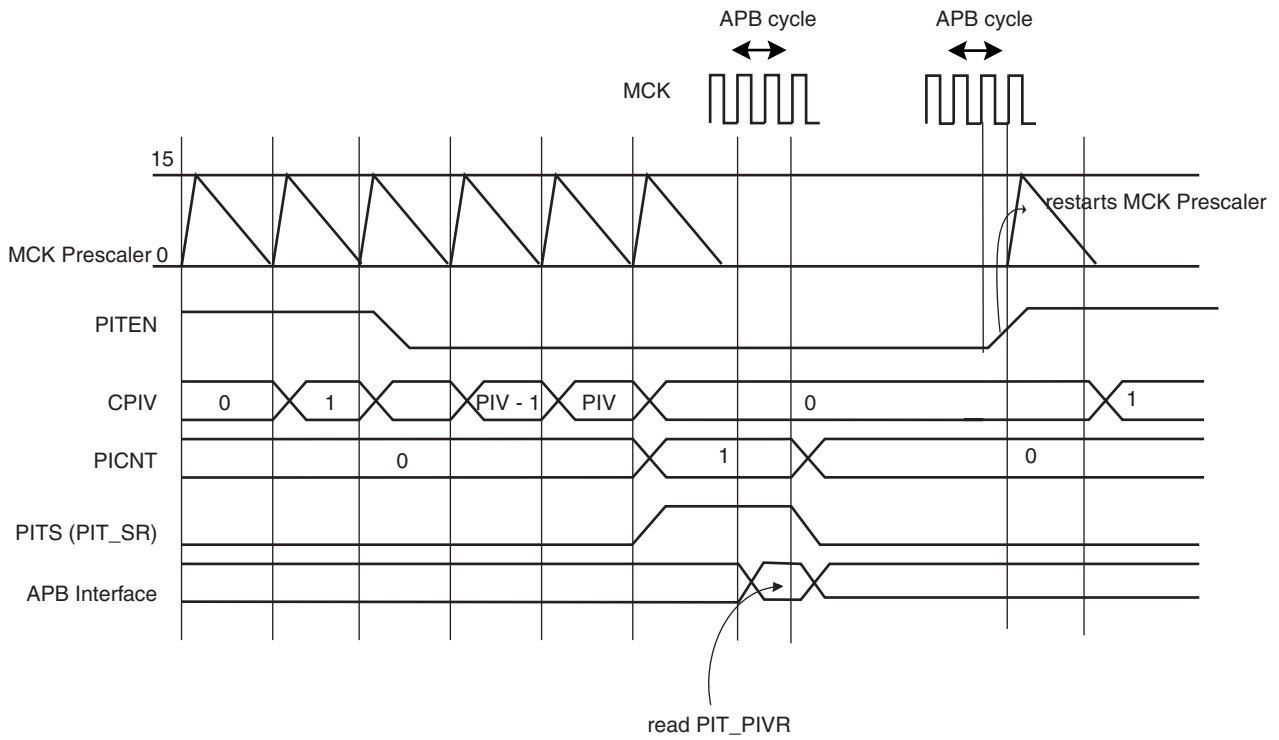 APB cycle APB cycle
MCK
15
restarts MCK Prescaler
MCK Prescaler 0
PITEN
CPIV 0 1 PIV - 1 PIV 0 1
PICNT 0 1 0
PITS (PIT_SR)
APB Interface
read PIT_PIVR